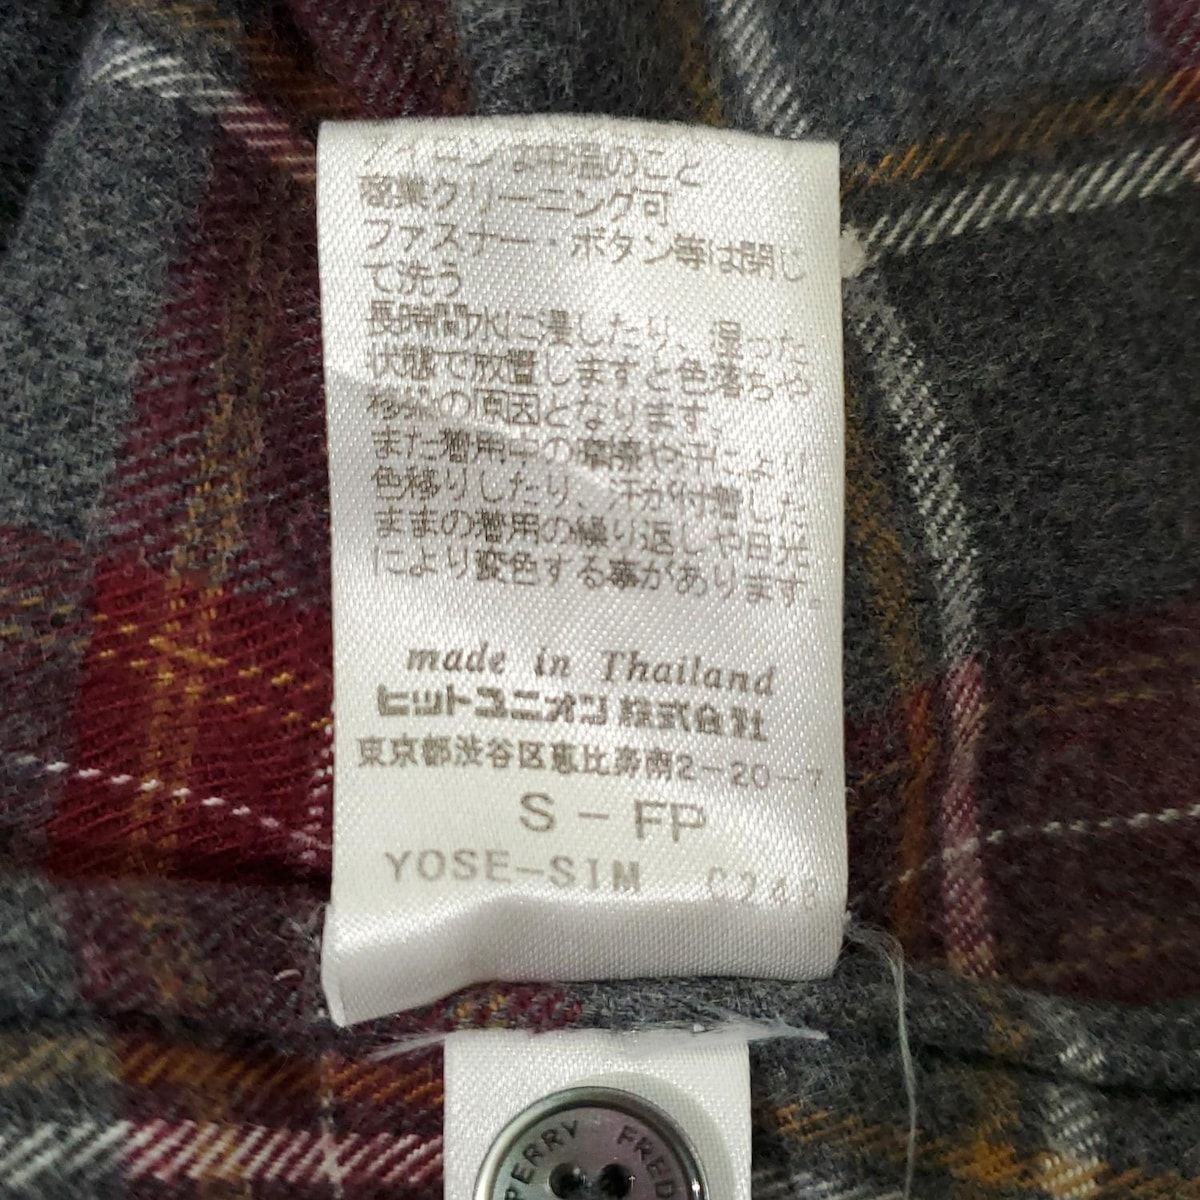 アイロンは中温のこと
商業クリーニング可
ファスナー・ボタン等は閉じ
て洗う
長時間水に浸したり、湿った
状態で放置しますと色落ちや
移染の原因となります。
また着用中の摩擦や汗により
色移りしたり、汗が付着した
ままの着用の繰り返しや日光
により変色する事があります。
made in Thailand
ヒットユニオン株式会社
東京都渋谷区恵比寿南2-20-7
S-FP
YOSE-SIM
PERRY FRED